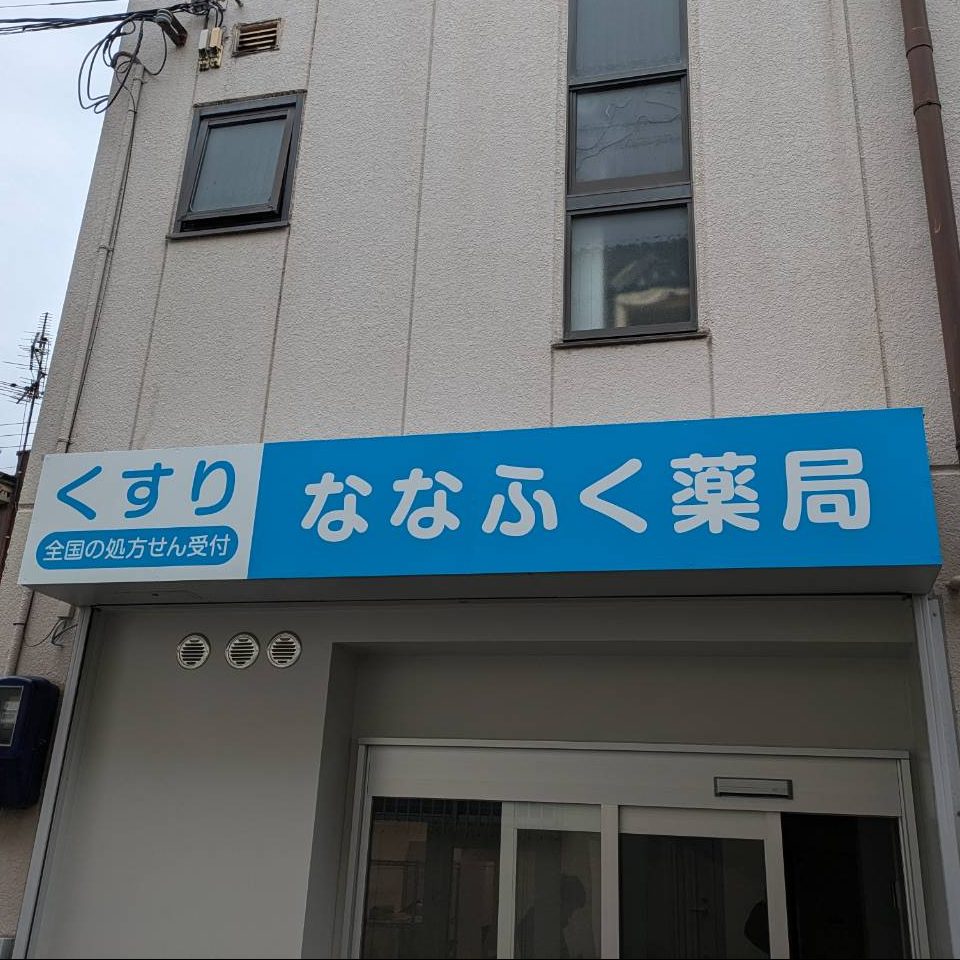 くすり
全国の処方せん受付
ななふく薬局